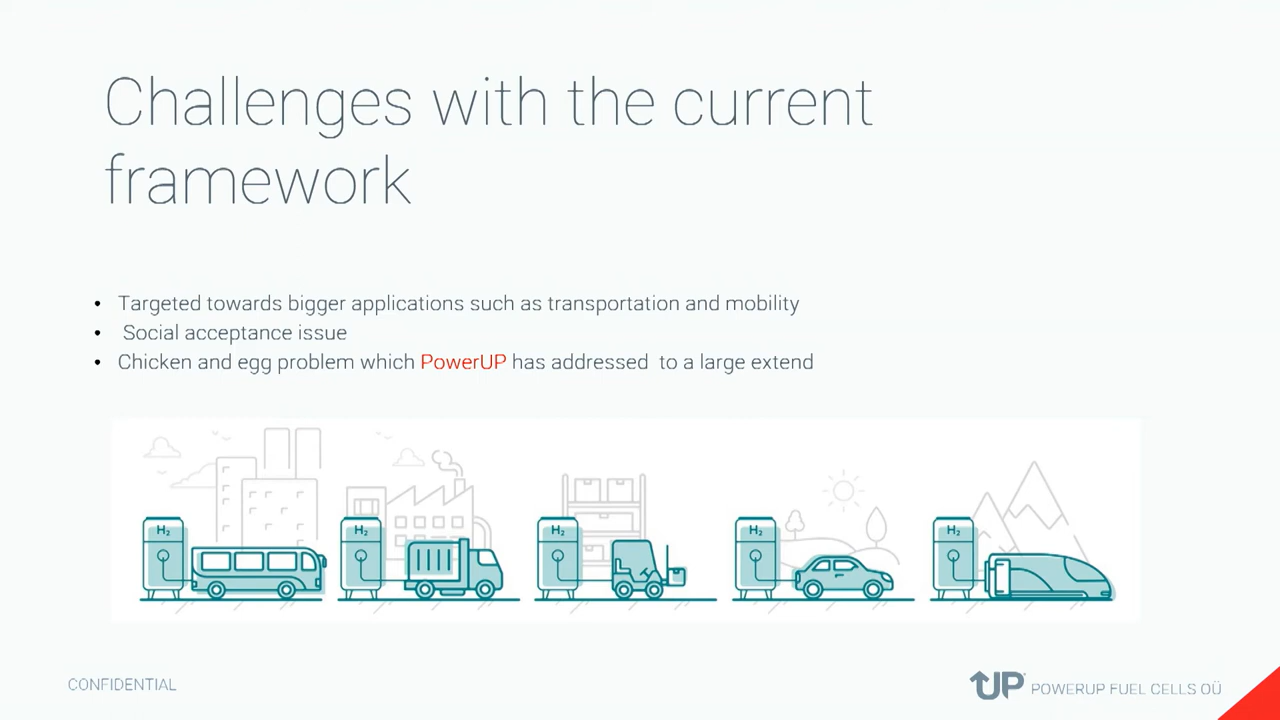 Challenges with the current
framework
• Targeted towards bigger applications such as transportation and mobility
• Social acceptance issue
• Chicken and egg problem which PowerUP has addressed to a large extend
H2 H2 H2 H2 H2
CONFIDENTIAL
UP POWERUP FUEL CELLS OÜ